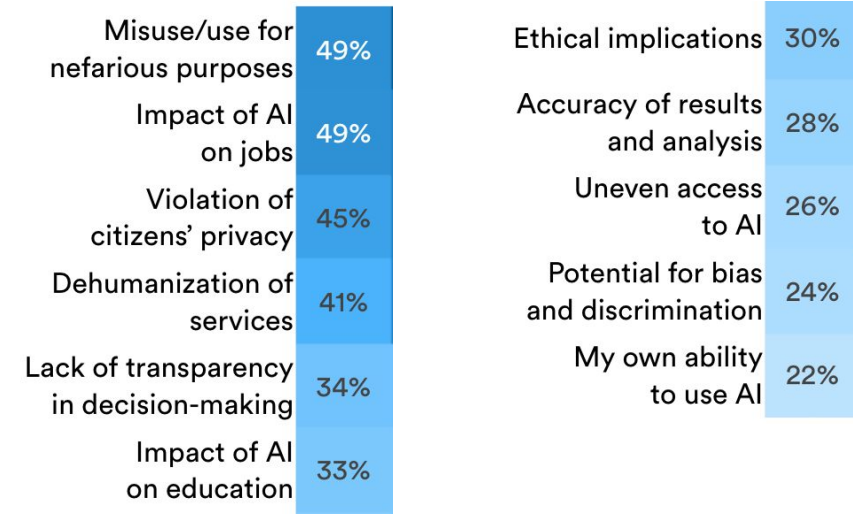 Misuse/use for
nefarious purposes
49%
Impact of AI
on jobs
49%
Violation of
citizens’ privacy
45%
Dehumanization of
services
41%
Lack of transparency
in decision-making
34%
Impact of AI
on education
33%
Ethical implications
30%
Accuracy of results
and analysis
28%
Uneven access
to AI
26%
Potential for bias
and discrimination
24%
My own ability
to use AI
22%